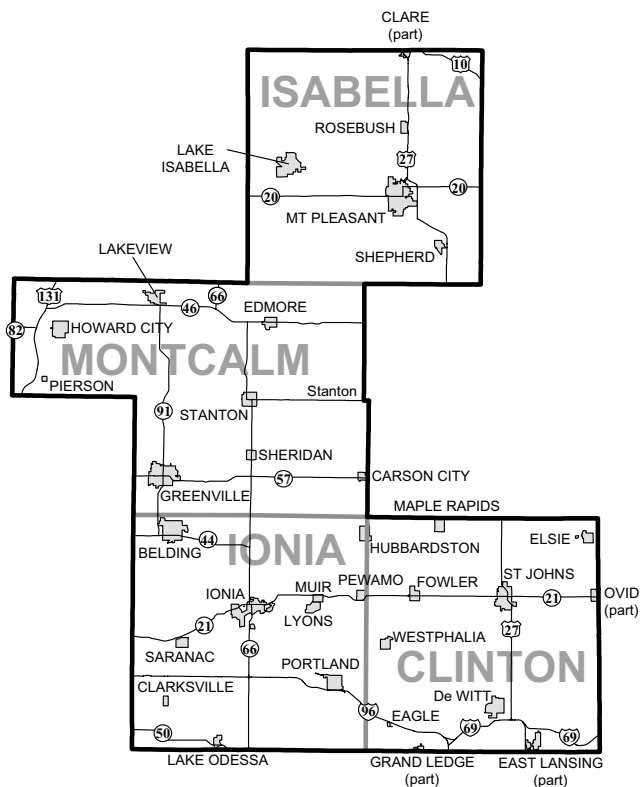 CLARE
(part)
10
ISABELLA
ROSEBUSH
LAKE
ISABELLA
27
20
20
MT PLEASANT
SHEPHERD
LAKEVIEW
131
66
46
EDMORE
82
HOWARD CITY
MONTCALM
PIERSON
Stanton
91
STANTON
SHERIDAN
57
CARSON CITY
GREENVILLE
MAPLE RAPIDS
BELDING
44
IONIA
HUBBARDSTON
ELSIE
IONIA
MUIR
PEWAMO
FOWLER
ST JOHNS
21
OVID
(part)
LYONS
21
27
SARANAC
66
WESTPHALIA
PORTLAND
CLINTON
CLARKSVILLE
De WITT
96
EAGLE
69
69
50
LAKE ODESSA
GRAND LEDGE
(part)
EAST LANSING
(part)